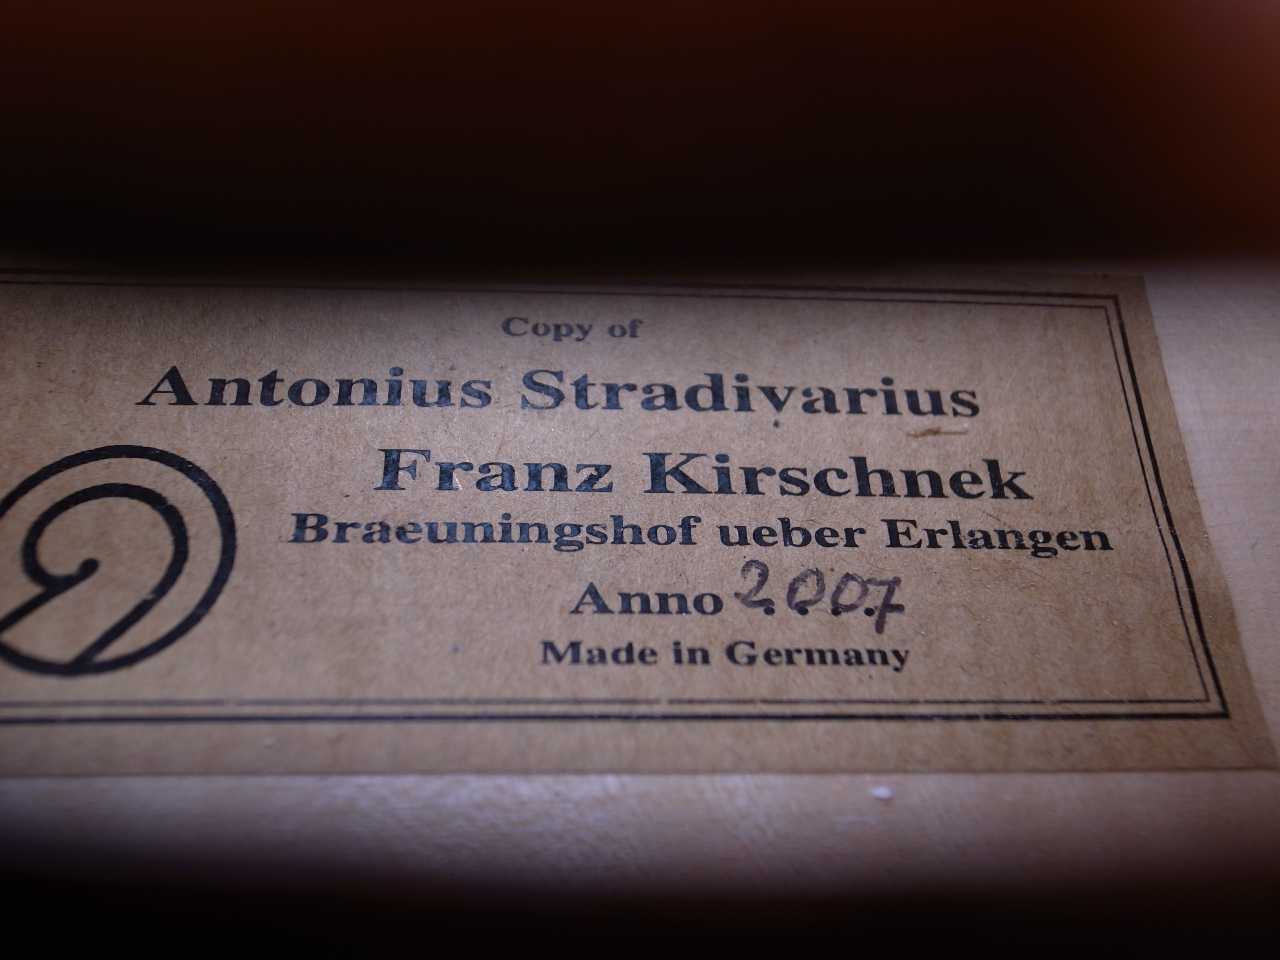 Copy of
Antonius Stradivarius
Franz Kirschnek
Braeuningshof ueber Erlangen
Anno 2007
Made in Germany